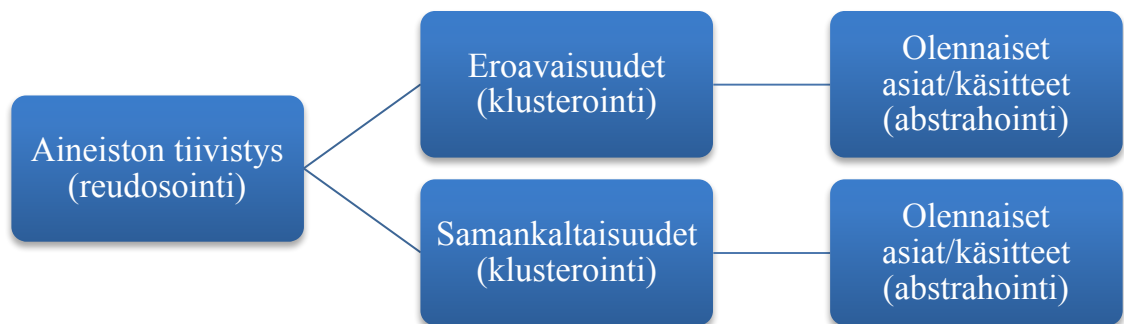 Aineiston tiivistys
(reudosointi)
Eroavaisuudet
(klusterointi)
Olennaiset
asiat/käsitteet
(abstrahointi)
Samankaltaisuudet
(klusterointi)
Olennaiset
asiat/käsitteet
(abstrahointi)